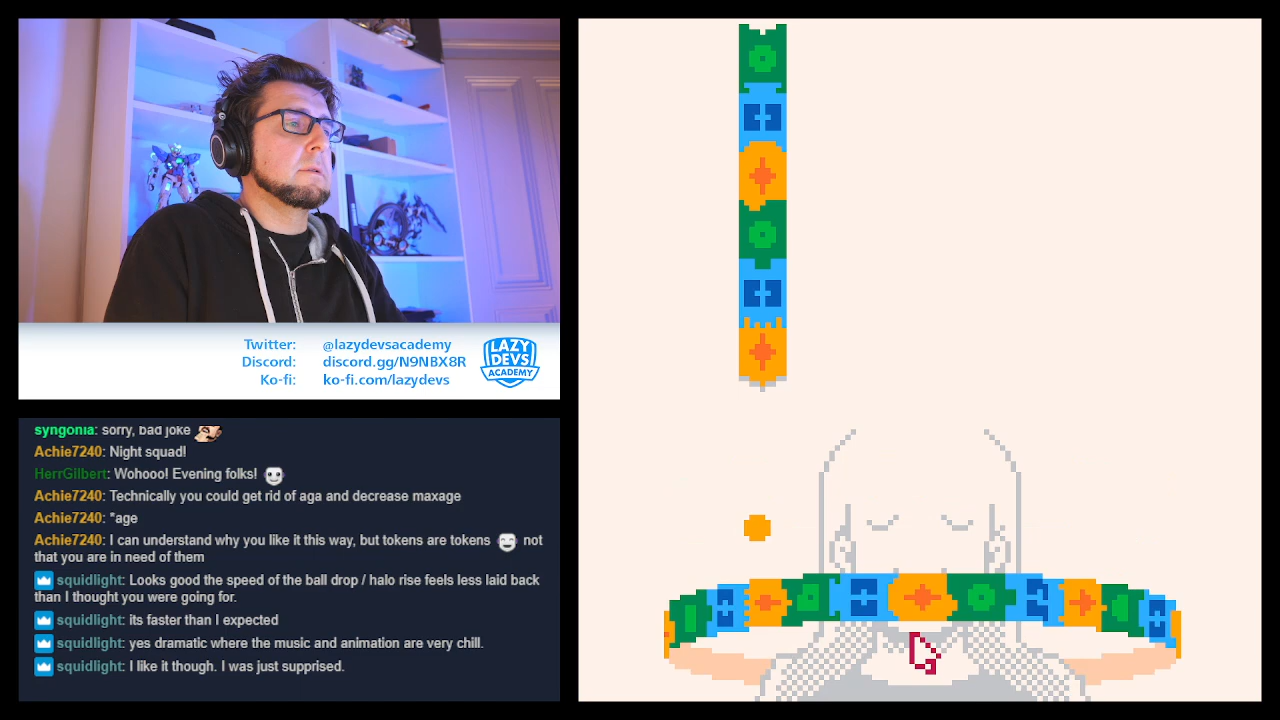 Twitter: @lazydevsacademy
Discord: discord.gg/N9NBX8R
Ko-fi: ko-fi.com/lazydevs
LAZY
DEVS
ACADEMY
syngonia: sorry, bad joke
Achie7240: Night squad!
HerrGilbert: Wohooo! Evening folks!
Achie7240: Technically you could get rid of aga and decrease maxage
Achie7240: *age
Achie7240: I can understand why you like it this way, but tokens are tokens not
that you are in need of them
squidlight: Looks good the speed of the ball drop / halo rise feels less laid back
than I thought you were going for.
squidlight: its faster than I expected
squidlight: yes dramatic where the music and animation are very chill.
squidlight: I like it though. I was just supprised.